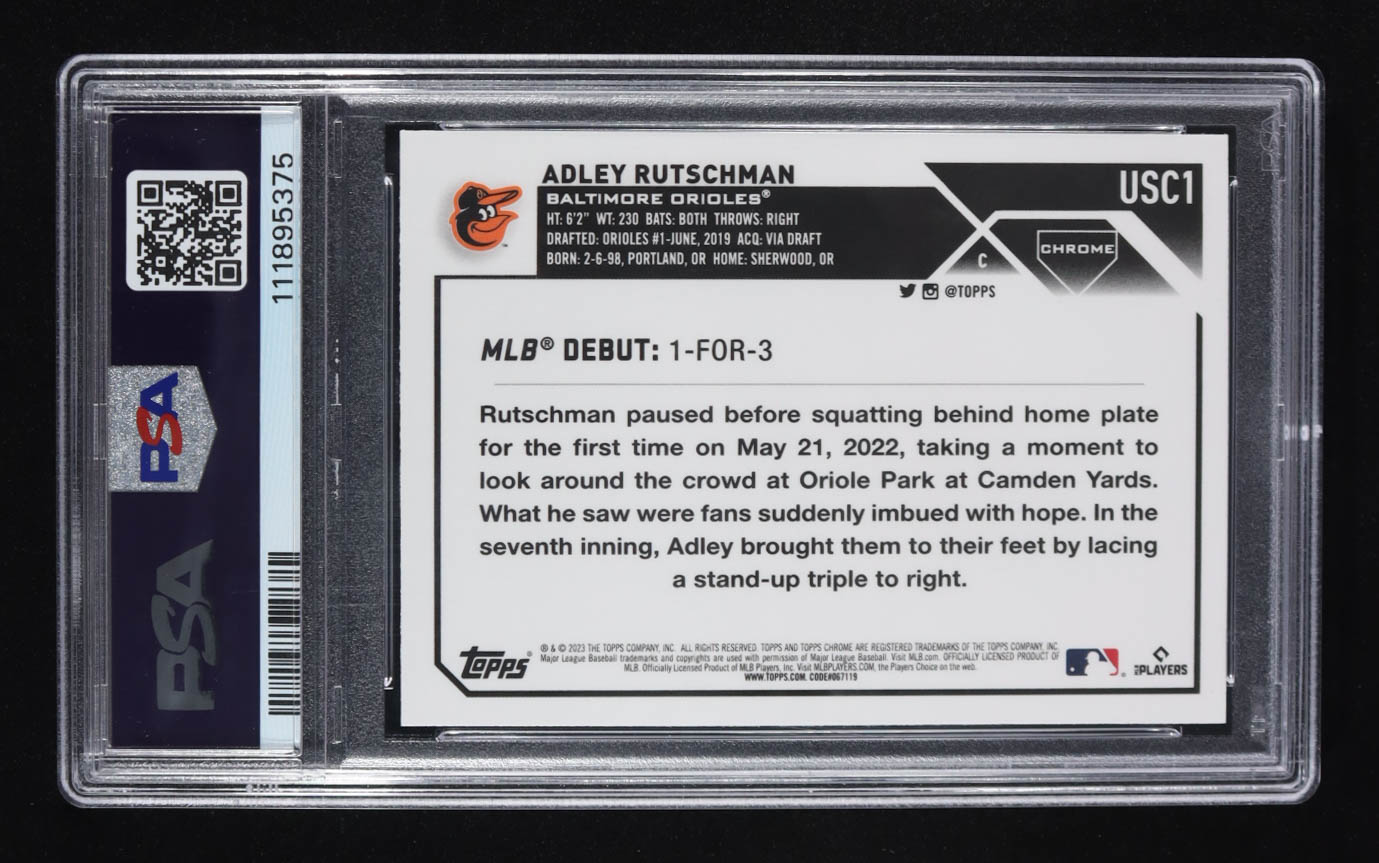 111895375
PSA
PSA
ADLEY RUTSCHMAN
BALTIMORE ORIOLES®
HT: 6'2" WT: 230 BATS: BOTH THROWS: RIGHT
DRAFTED: ORIOLES #1-JUNE, 2019 ACQ: VIA DRAFT
BORN: 2-6-98, PORTLAND, OR HOME: SHERWOOD, OR
USC1
C
CHROME
@TOPPS
MLB® DEBUT: 1-FOR-3
Rutschman paused before squatting behind home plate
for the first time on May 21, 2022, taking a moment to
look around the crowd at Oriole Park at Camden Yards.
What he saw were fans suddenly imbued with hope. In the
seventh inning, Adley brought them to their feet by lacing
a stand-up triple to right.
Topps®
® & © 2023 THE TOPPS COMPANY, INC. ALL RIGHTS RESERVED. TOPPS AND TOPPS CHROME ARE REGISTERED TRADEMARKS OF THE TOPPS COMPANY, INC.
Major League Baseball trademarks and copyrights are used with permission of Major League Baseball. Visit MLB.com. OFFICIALLY LICENSED PRODUCT OF
MLB. Officially Licensed Product of MLB Players, Inc. Visit MLBPLAYERS.COM, the Players Choice on the web.
WWW.TOPPS.COM. CODE#067119
PLAYERS